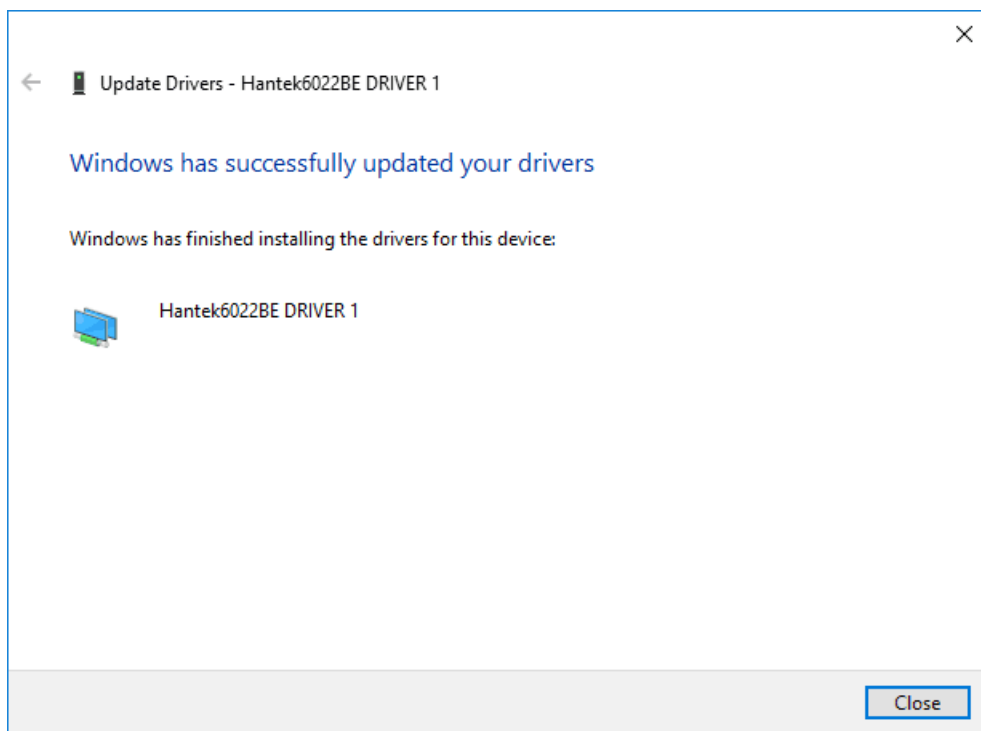 Update Drivers - Hantek6022BE DRIVER 1
Windows has successfully updated your drivers
Windows has finished installing the drivers for this device:
Hantek6022BE DRIVER 1
Close